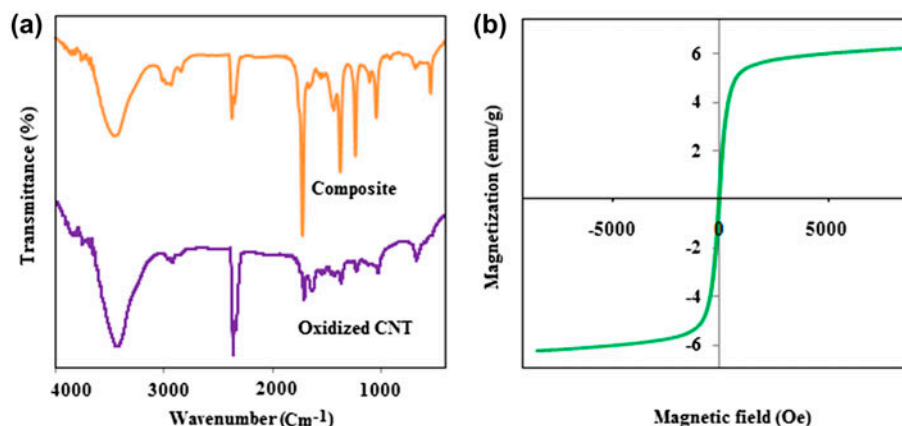 (a)
Transmittance (%)
Composite
Oxidized CNT
4000 3000 2000 1000
Wavenumber (Cm-1)
(b)
Magnetization (emu/g)
6
4
2
-5000 0 5000
-2
-4
-6
Magnetic field (Oe)